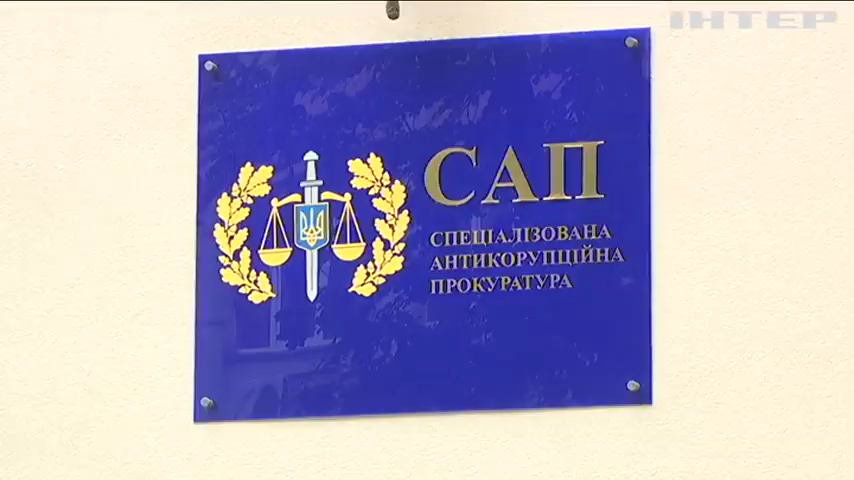 ІНТЕР
САП
СПЕЦІАЛІЗОВАНА
АНТИКОРУПЦІЙНА
ПРОКУРАТУРА